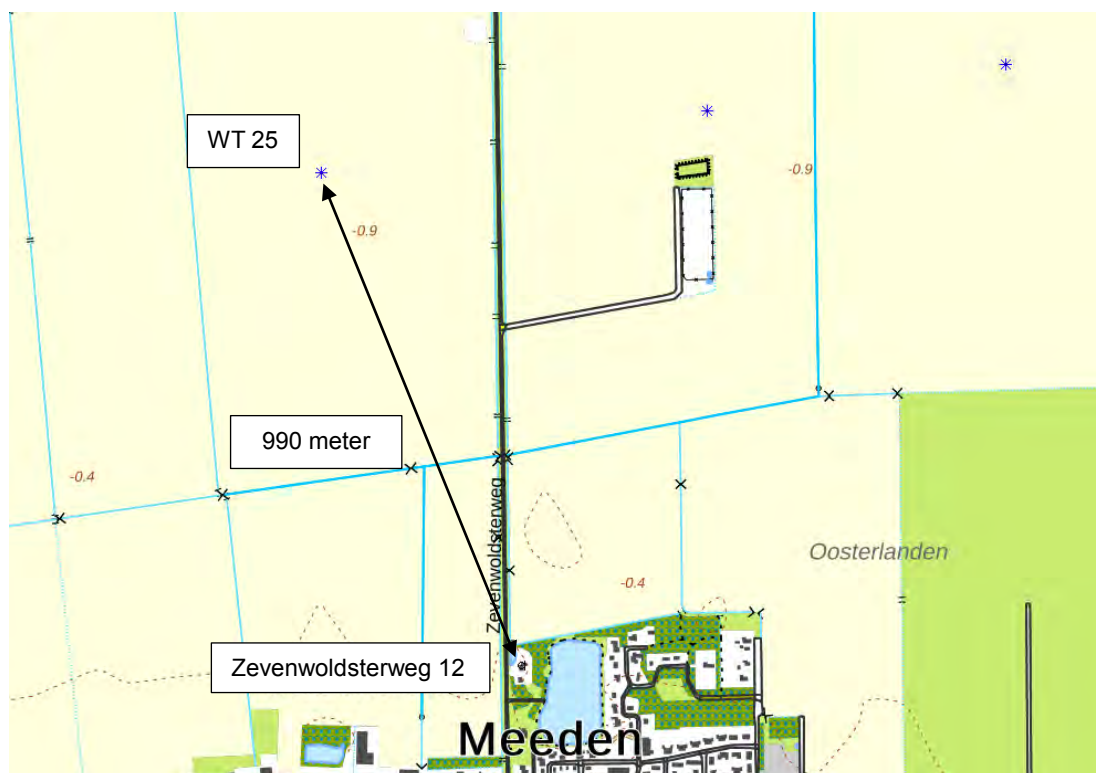 WT 25
-0.9
-0.9
990 meter
-0.4
Zevenwoldsterweg
Oosterlanden
-0.4
Zevenwoldsterweg 12
Meeden